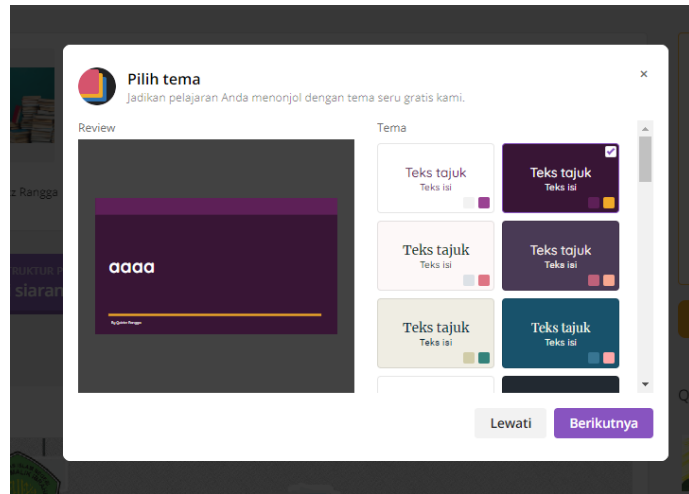 Pilih tema
Jadikan pelajaran Anda menonjol dengan tema seru gratis kami.
×
Review
Tema
aaaa
Teks tajuk
Teks isi
Teks tajuk
Teks isi
Teks tajuk
Teks isi
Teks tajuk
Teks isi
Teks tajuk
Teks isi
Teks tajuk
Teks isi
Rangga
STRUKTUR P
siaran
Lewati
Berikutnya